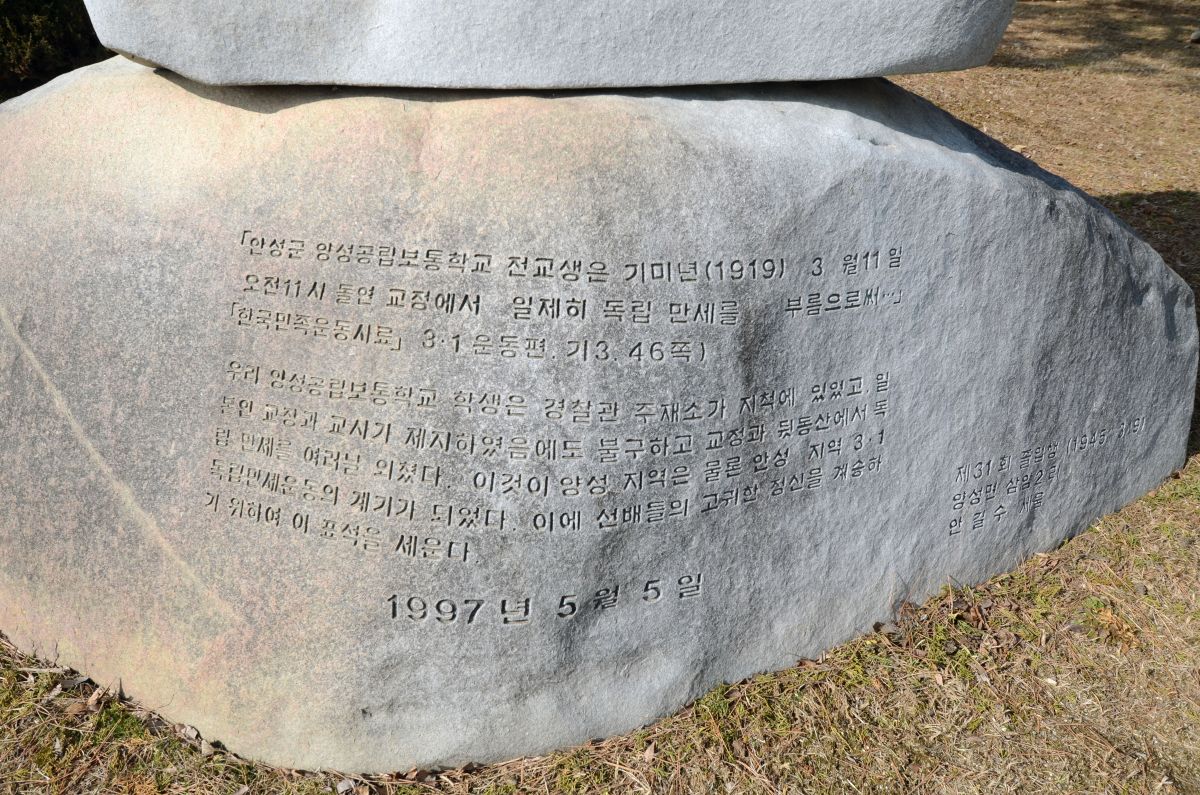 「안성군 양성공립보통학교 전교생은 기미년(1919) 3 월11일
오전11시 돌연 교정에서 일제히 독립 만세를 부름으로써…」
「한국민족운동사료」 3·1운동편. 기3. 46쪽)
우리 양성공립보통학교 학생은 경찰관 주재소가 지척에 있었고, 일
본인 교장과 교사가 제지하였음에도 불구하고 교정과 뒷동산에서 독
립 만세를 여러날 외쳤다. 이것이 양성 지역은 물론 안성 지역 3·1
독립만세운동의 계기가 되었다. 이에 선배들의 고귀한 정신을 계승하
기 위하여 이 표석을 세운다.
1997년 5월 5일
제31회 졸업생 (1945. 3.9)
양성면 삼암2리
안 길 수 세움